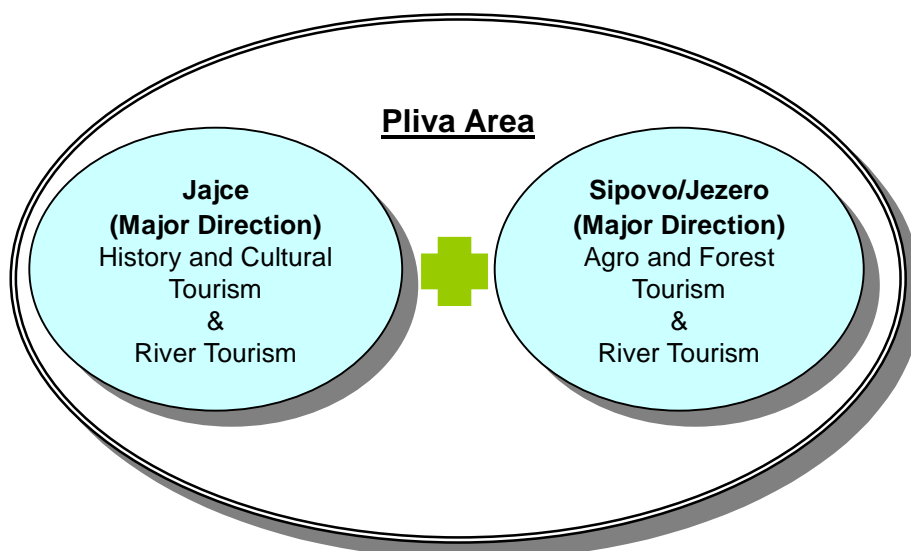 Pliva Area
Jajce
(Major Direction)
History and Cultural
Tourism
&
River Tourism
Sipovo/Jezero
(Major Direction)
Agro and Forest
Tourism
&
River Tourism